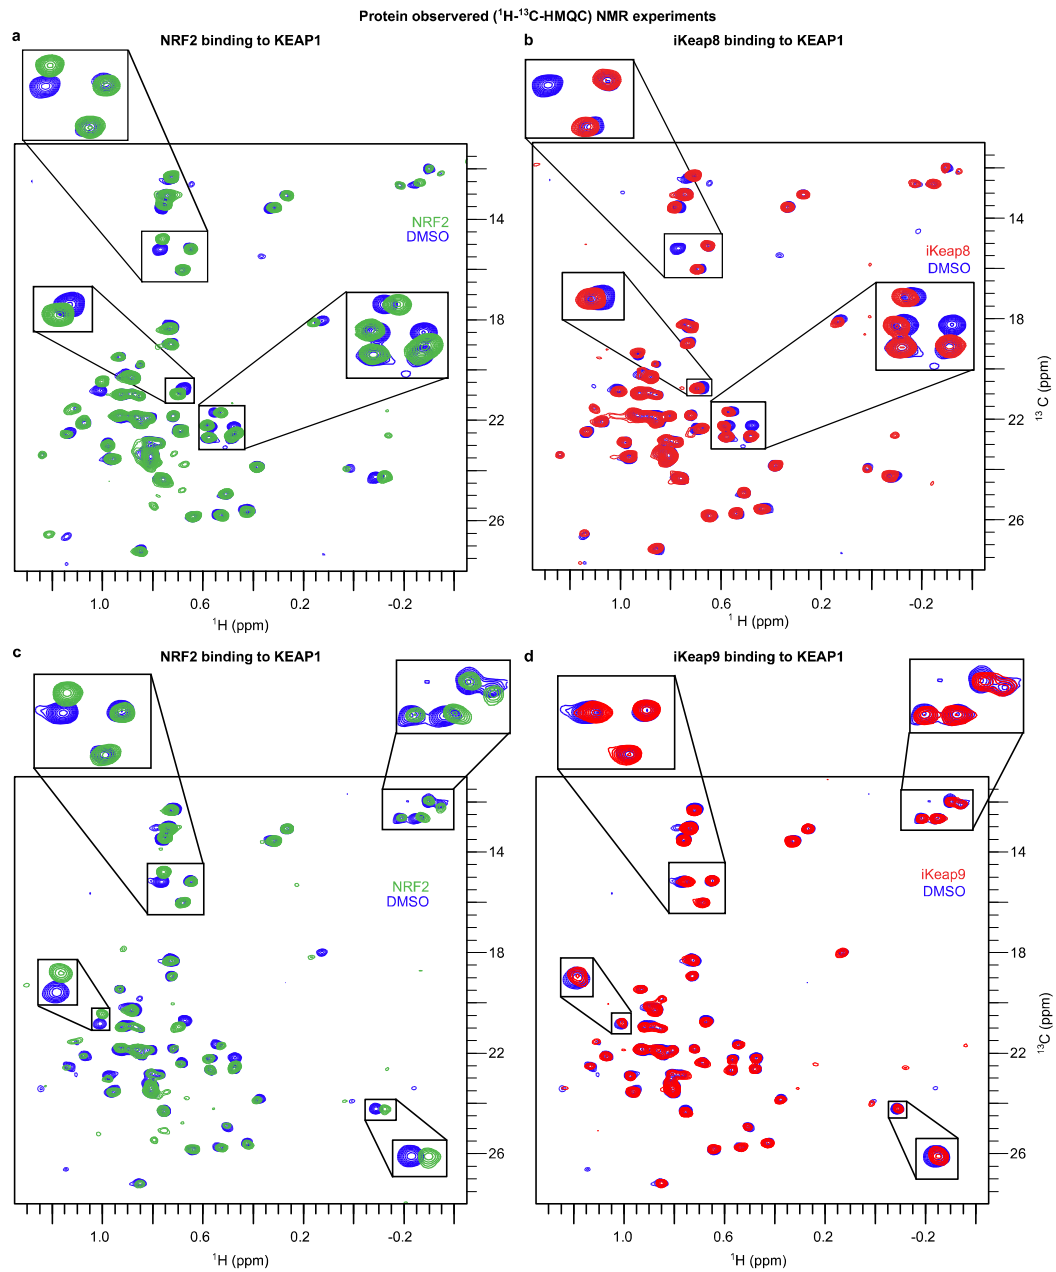 Protein observered (¹H-¹³C-HMQC) NMR experiments
a
NRF2 binding to KEAP1
b
iKeap8 binding to KEAP1
NRF2
DMSO
14
18
22
26
1.0 0.6 0.2 -0.2
¹H (ppm)
iKeap8
DMSO
14
18
¹³ C (ppm)
22
26
1.0 0.6 0.2 -0.2
¹ H (ppm)
c
NRF2 binding to KEAP1
d
iKeap9 binding to KEAP1
NRF2
DMSO
14
18
22
26
1.0 0.6 0.2 -0.2
¹H (ppm)
iKeap9
DMSO
14
18
¹³C (ppm)
22
26
1.0 0.6 0.2 -0.2
¹H (ppm)